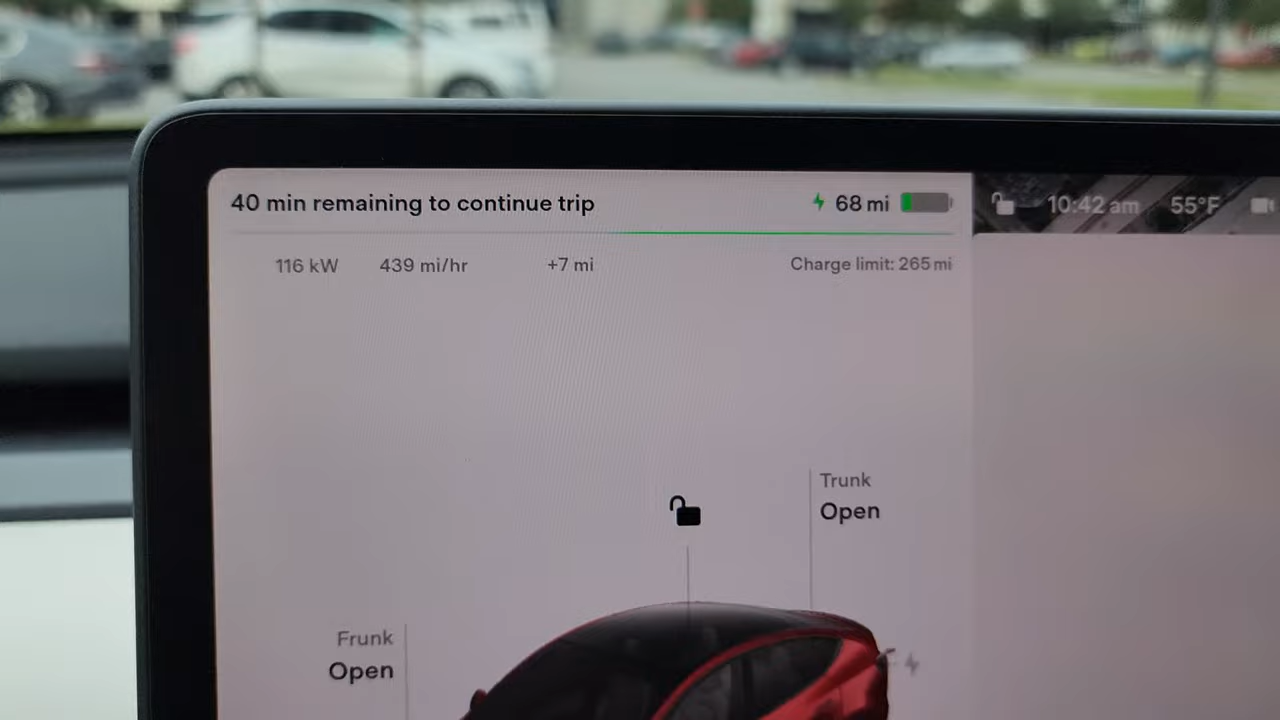 40 min remaining to continue trip
68 mi
10:42 am
55°F
116 kW
439 mi/hr
+7 mi
Charge limit: 265 mi
Trunk
Open
Frunk
Open